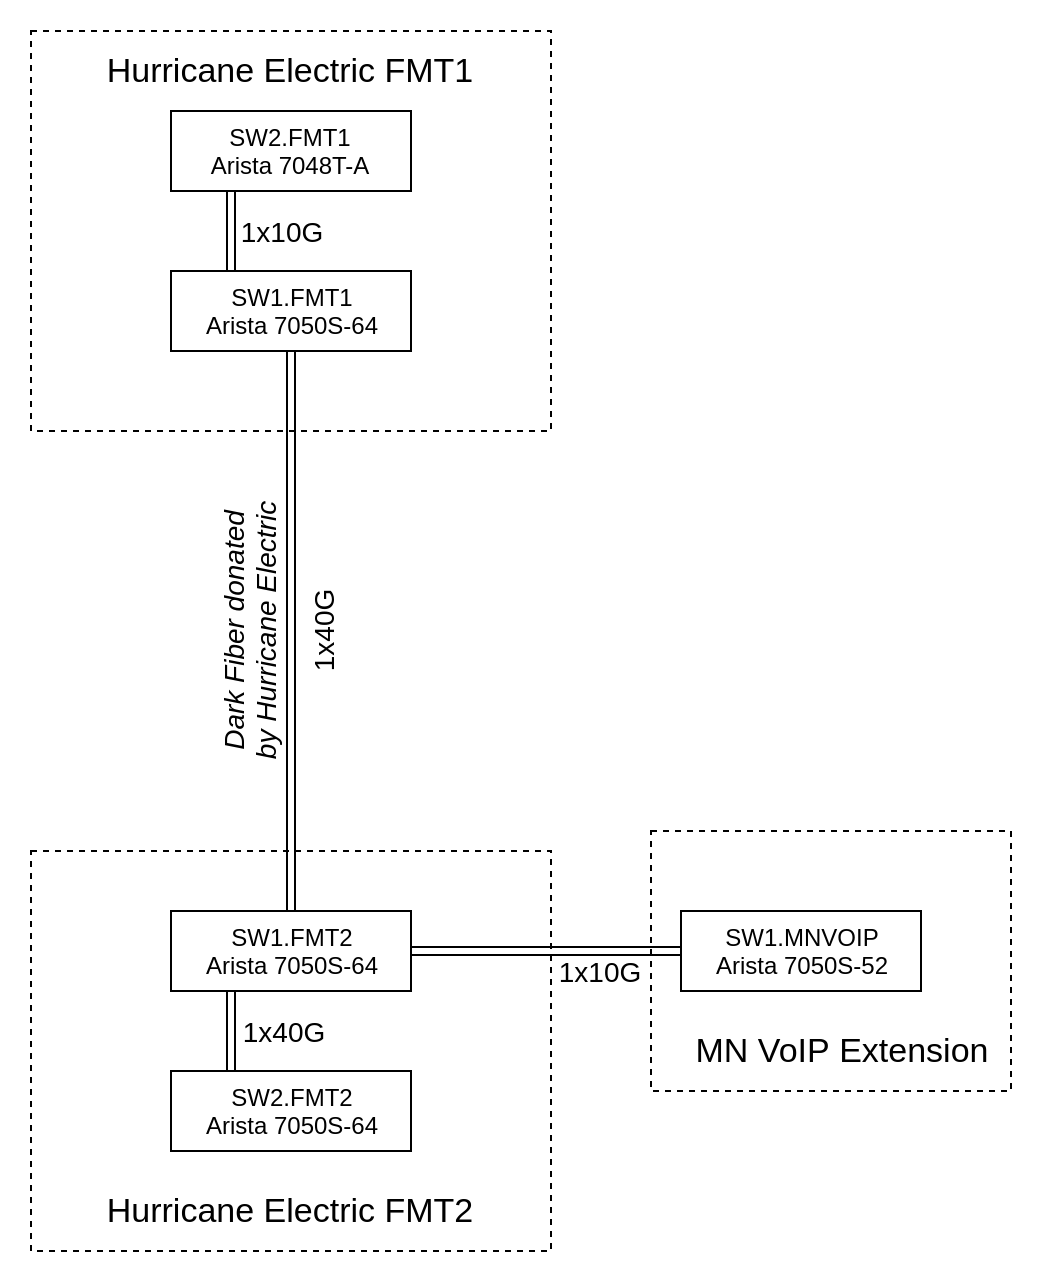 Hurricane Electric FMT1
SW2.FMT1
Arista 7048T-A
1x10G
SW1.FMT1
Arista 7050S-64
Dark Fiber donated
by Hurricane Electric
1x40G
SW1.FMT2
Arista 7050S-64
1x10G
SW1.MNVOIP
Arista 7050S-52
MN VoIP Extension
1x40G
SW2.FMT2
Arista 7050S-64
Hurricane Electric FMT2